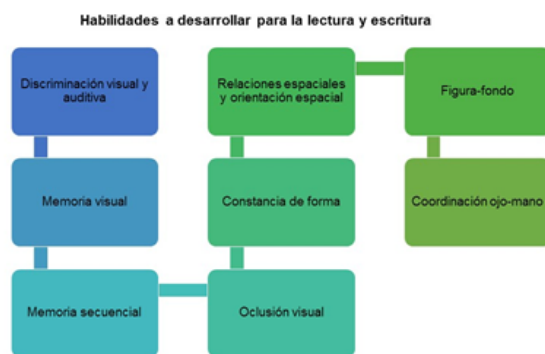 Habilidades a desarrollar para la lectura y escritura
Discriminación visual y
auditiva
Memoria visual
Memoria secuencial
Oclusión visual
Constancia de forma
Relaciones espaciales
y orientación espacial
Figura-fondo
Coordinación ojo-mano